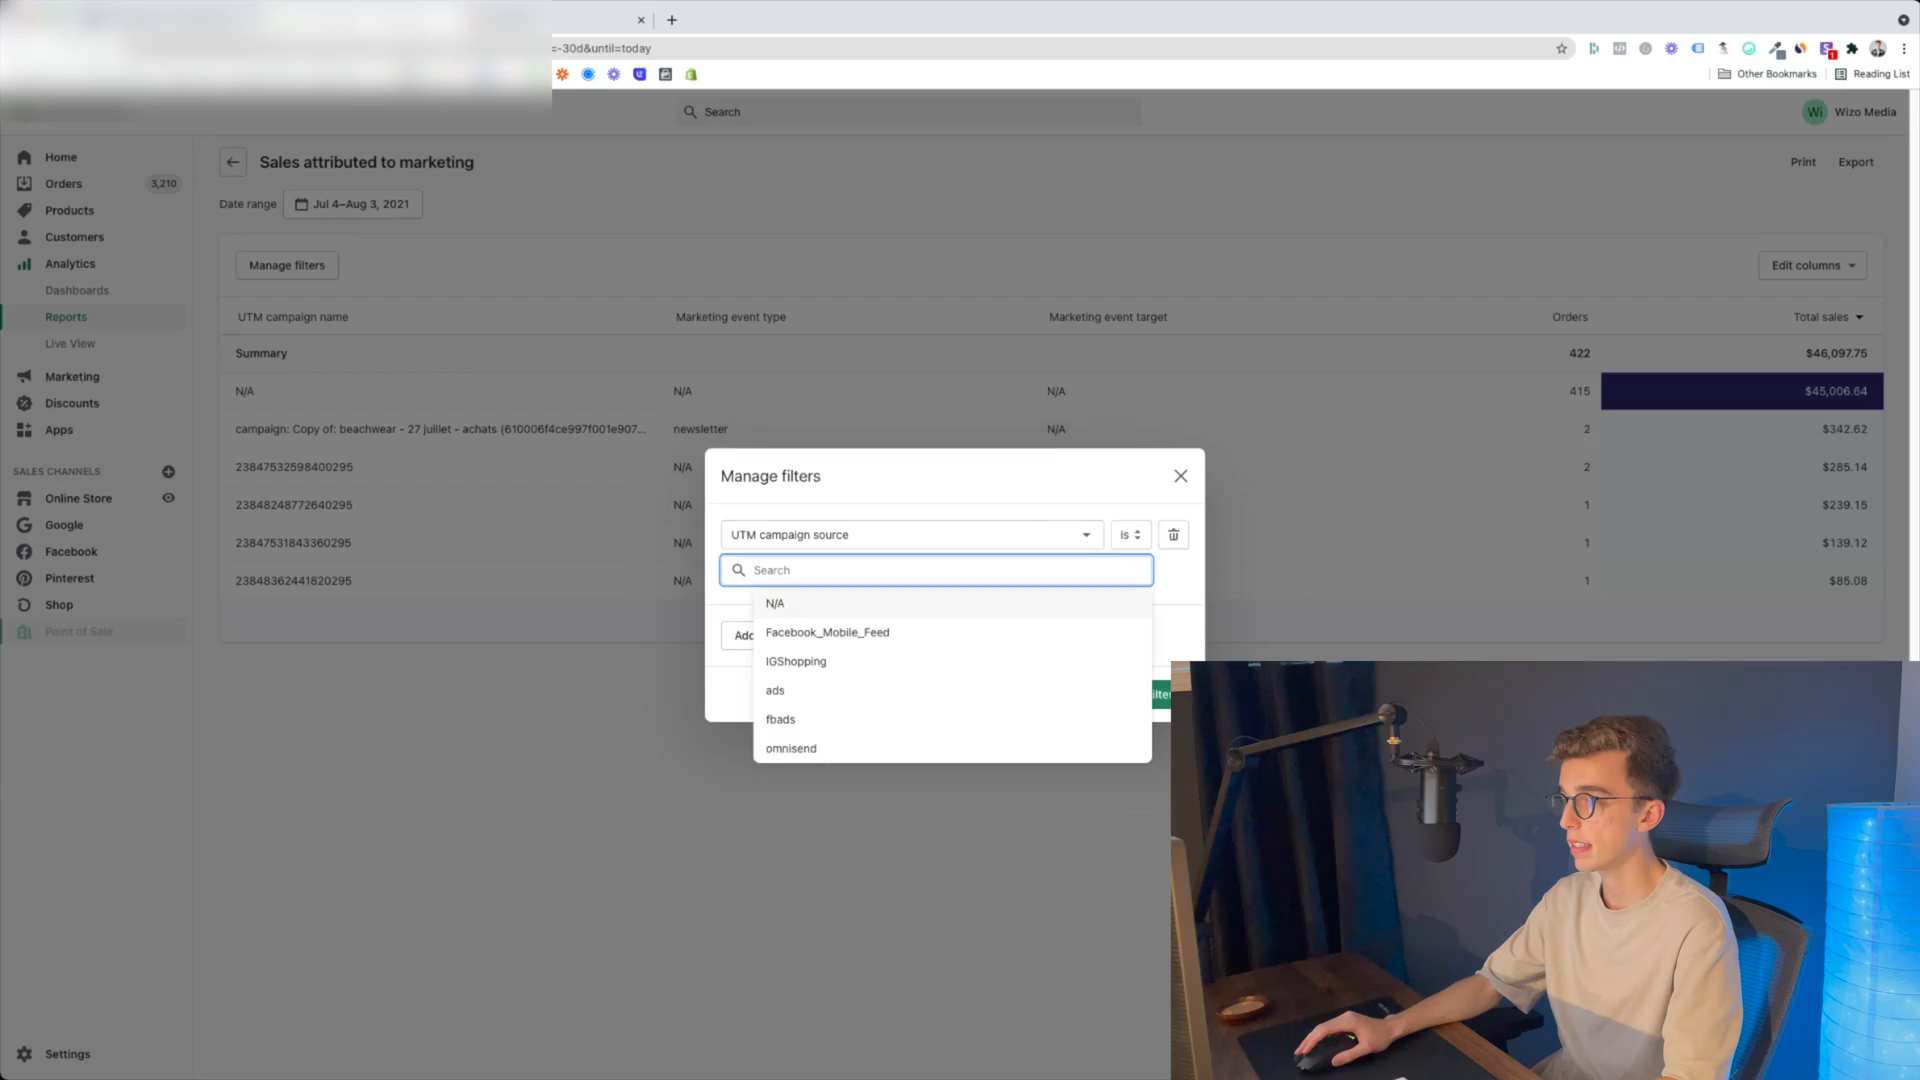 =-30d&until=today
1
Other Bookmarks
Reading List
Search
Wi
Wizo Media
Home
Orders
3,210
Products
Customers
Analytics
Dashboards
Reports
Live View
Marketing
Discounts
Apps
SALES CHANNELS
Online Store
Google
Facebook
Pinterest
Shop
Point of Sale
Settings
Sales attributed to marketing
Print
Export
Date range
Jul 4–Aug 3, 2021
Manage filters
Edit columns
UTM campaign name Marketing event type Marketing event target Orders Total sales
Summary 422 $46,097.75
N/A N/A N/A 415 $45,006.64
campaign: Copy of: beachwear - 27 juillet - achats (610006f4ce997f001e907... newsletter N/A 2 $342.62
23847532598400295 N/A 2 $285.14
23848248772640295 N/A 1 $239.15
23847531843360295 N/A 1 $139.12
23848362441820295 N/A 1 $85.08
Manage filters
UTM campaign source
is
Search
N/A
Facebook_Mobile_Feed
IGShopping
ads
fbads
omnisend